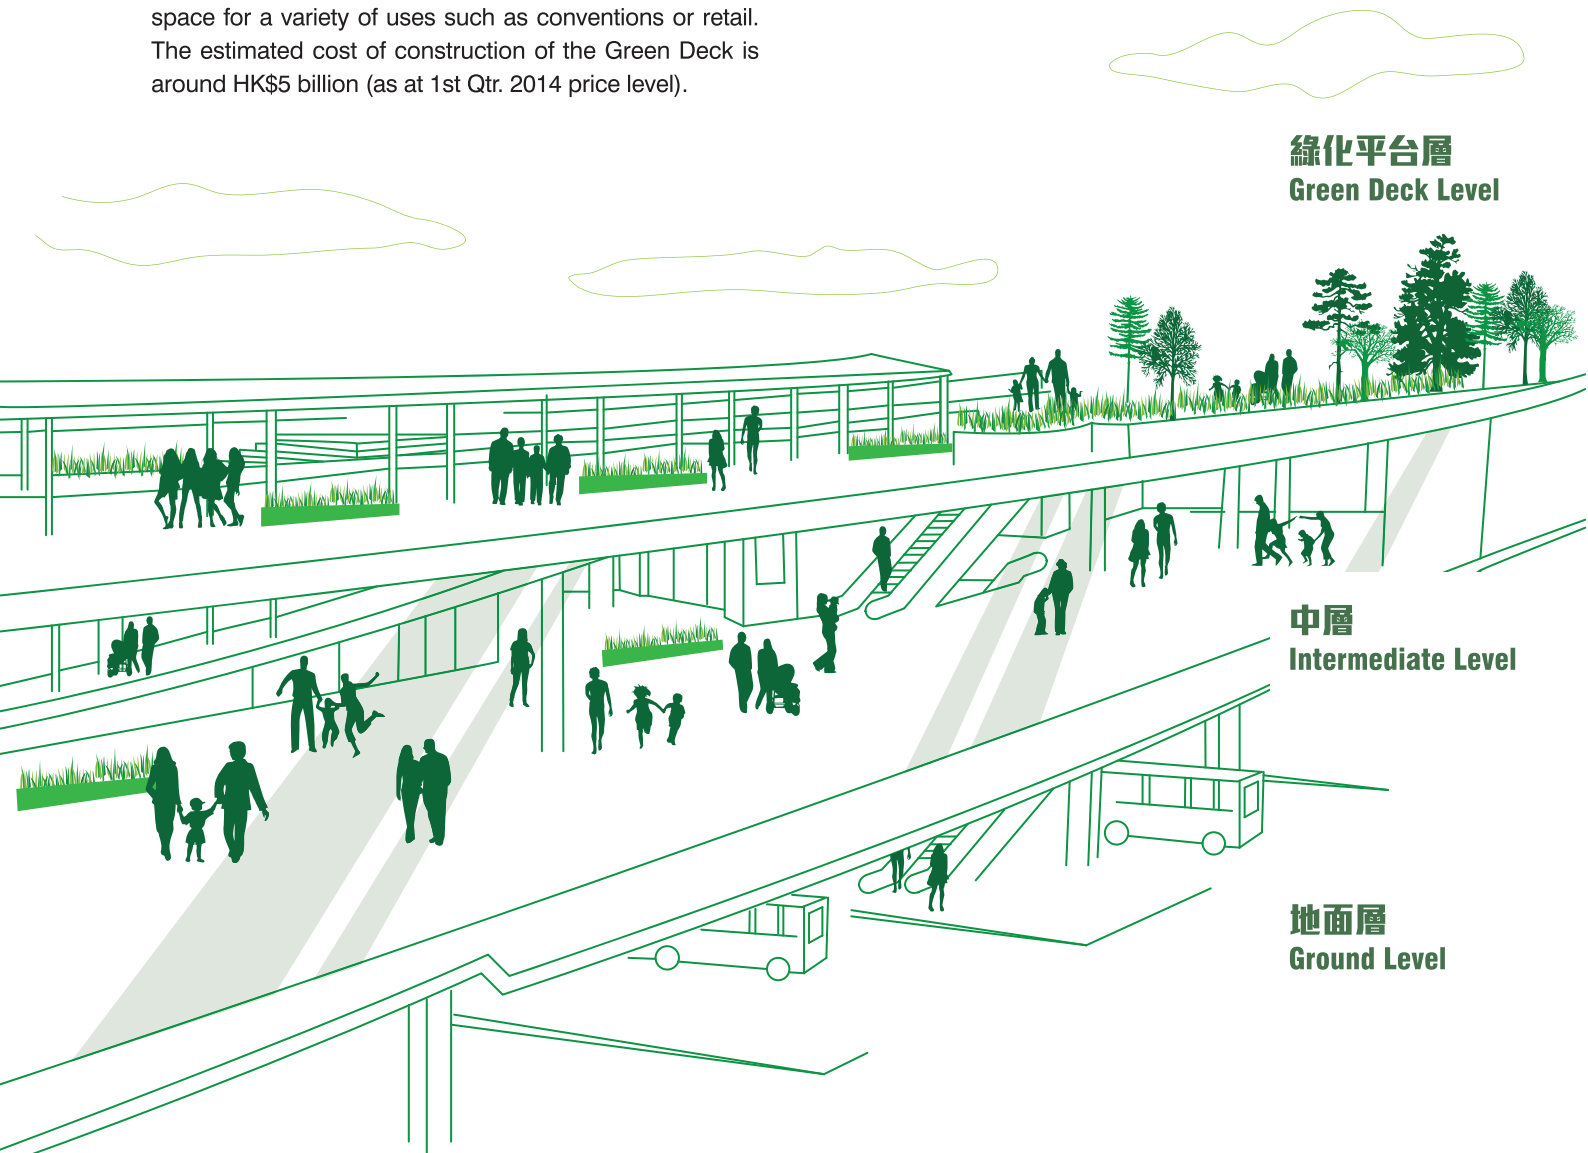 space for a variety of uses such as conventions or retail.
The estimated cost of construction of the Green Deck is
around HK$5 billion (as at 1st Qtr. 2014 price level).
綠化平台層
Green Deck Level
中層
Intermediate Level
地面層
Ground Level